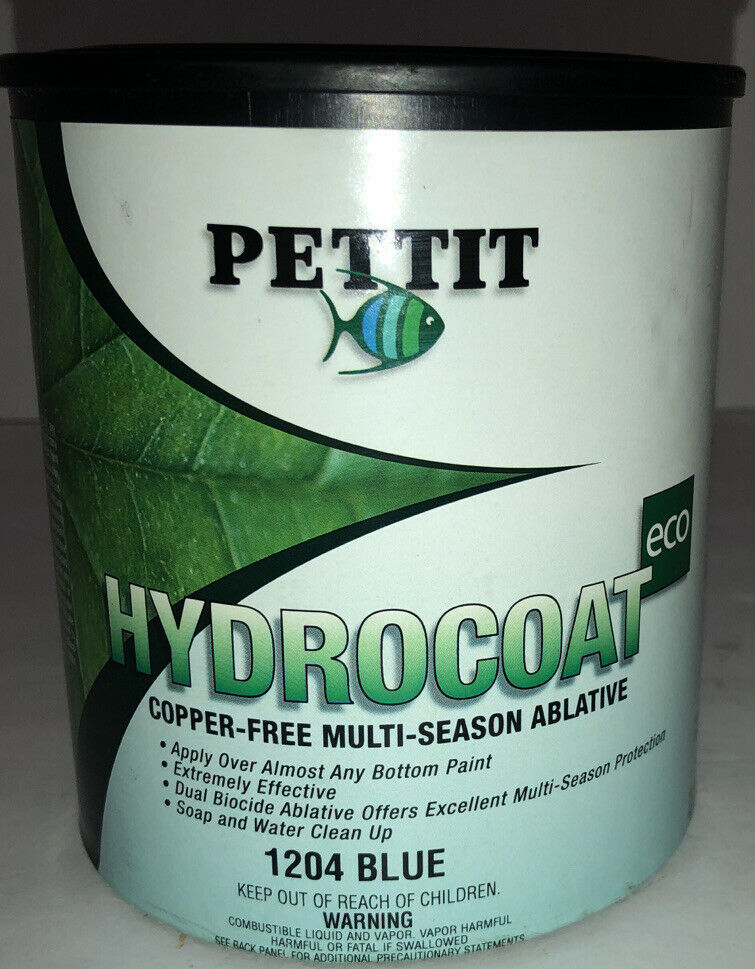 PETTIT
eco
HYDROCOAT
COPPER-FREE MULTI-SEASON ABLATIVE
• Apply Over Almost Any Bottom Paint
• Extremely Effective
• Dual Biocide Ablative Offers Excellent Multi-Season Protection
• Soap and Water Clean Up
1204 BLUE
KEEP OUT OF REACH OF CHILDREN.
WARNING
COMBUSTIBLE LIQUID AND VAPOR. VAPOR HARMFUL
HARMFUL OR FATAL IF SWALLOWED
SEE BACK PANEL FOR ADDITIONAL PRECAUTIONARY STATEMENTS